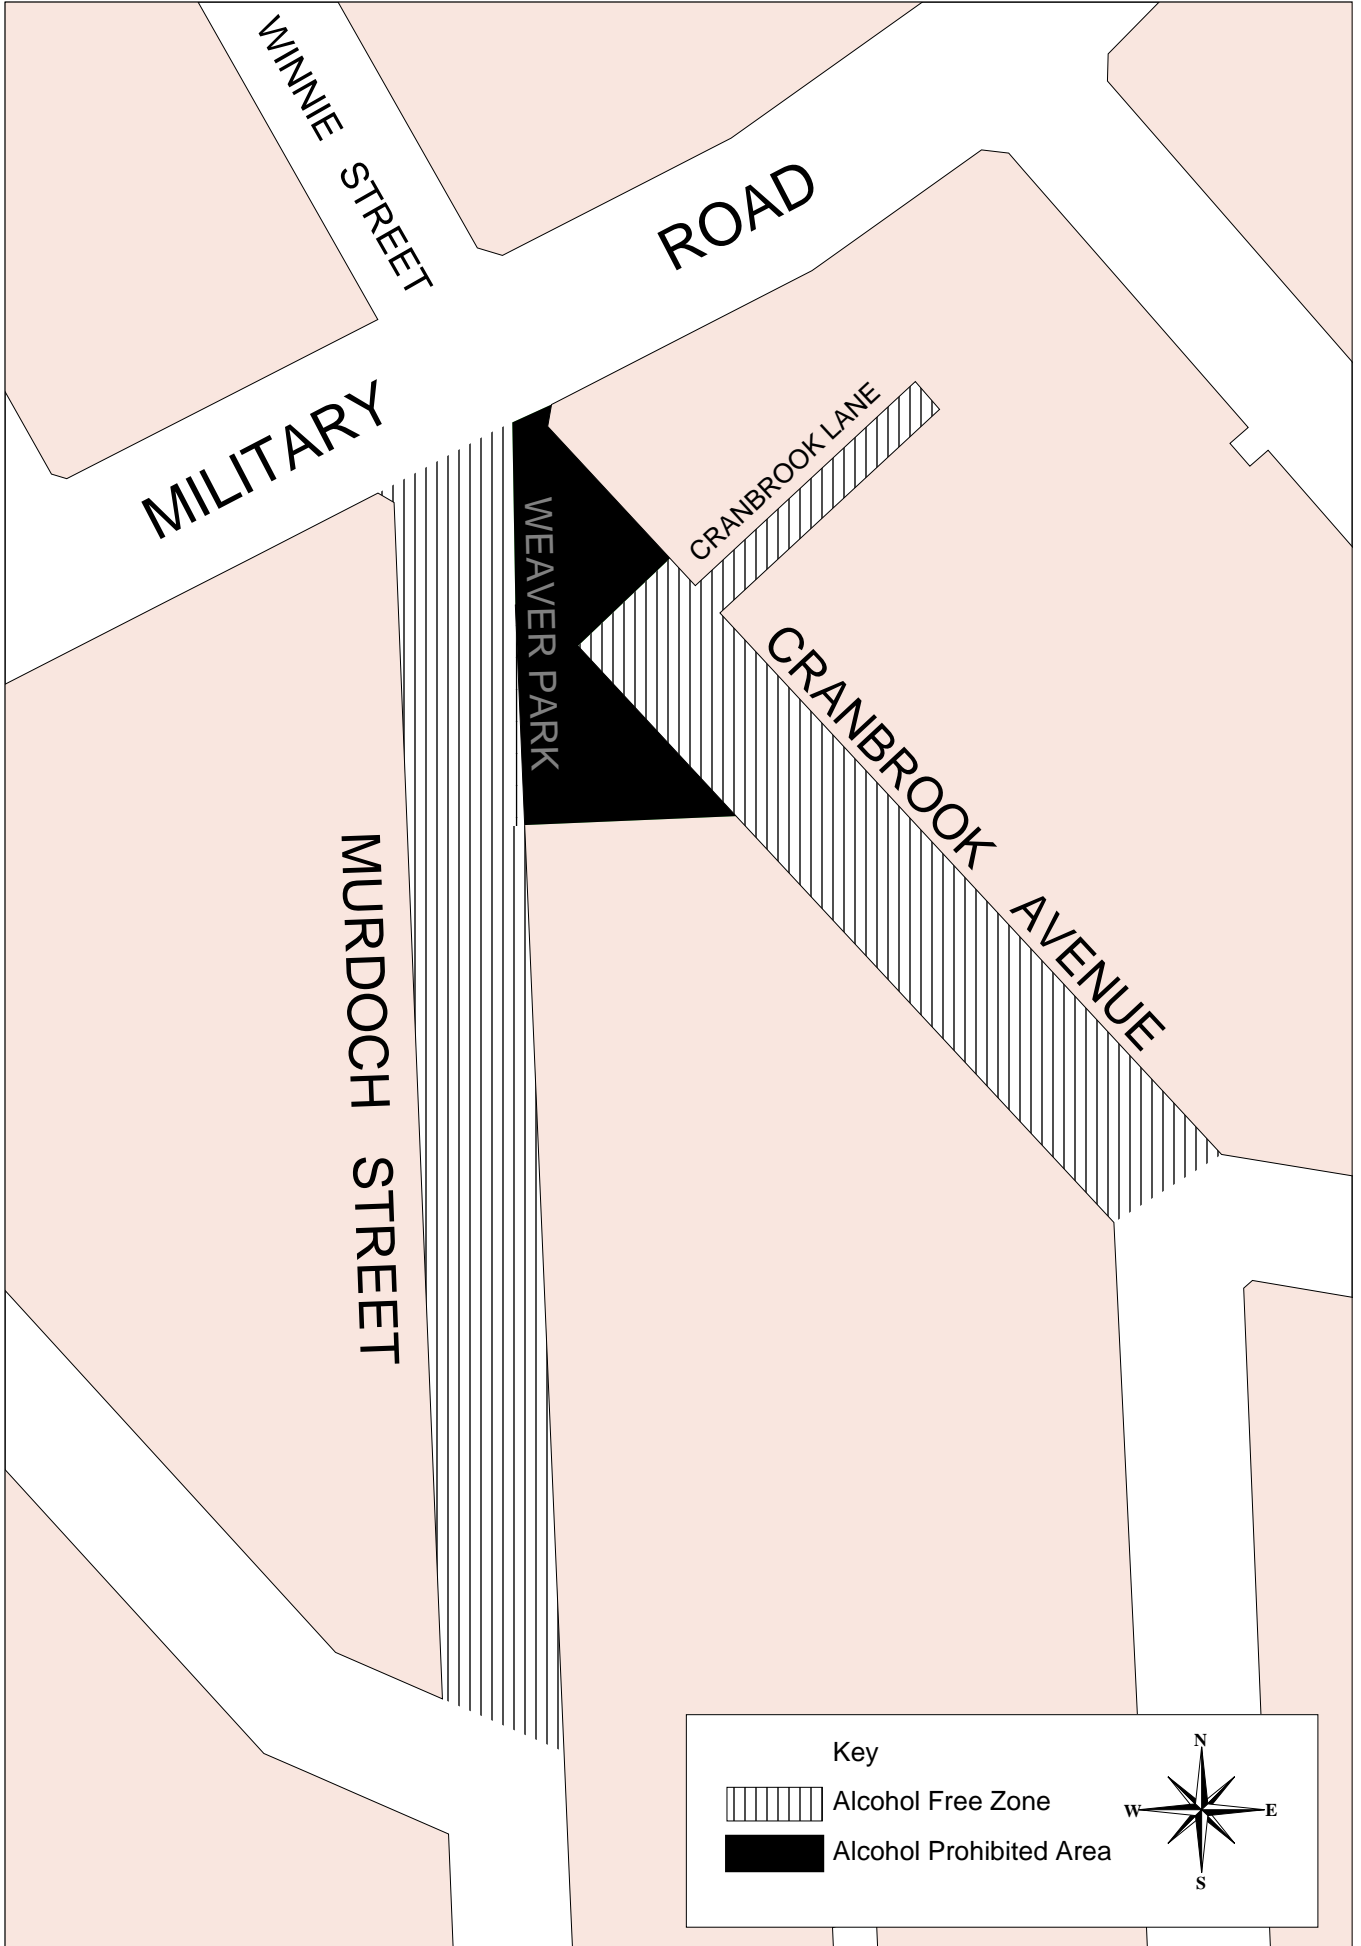 WINNIE STREET
MILITARY ROAD
CRANBROOK LANE
WEAVER PARK
CRANBROOK AVENUE
MURDOCH STREET
Key
Alcohol Free Zone
Alcohol Prohibited Area
N
W
E
S